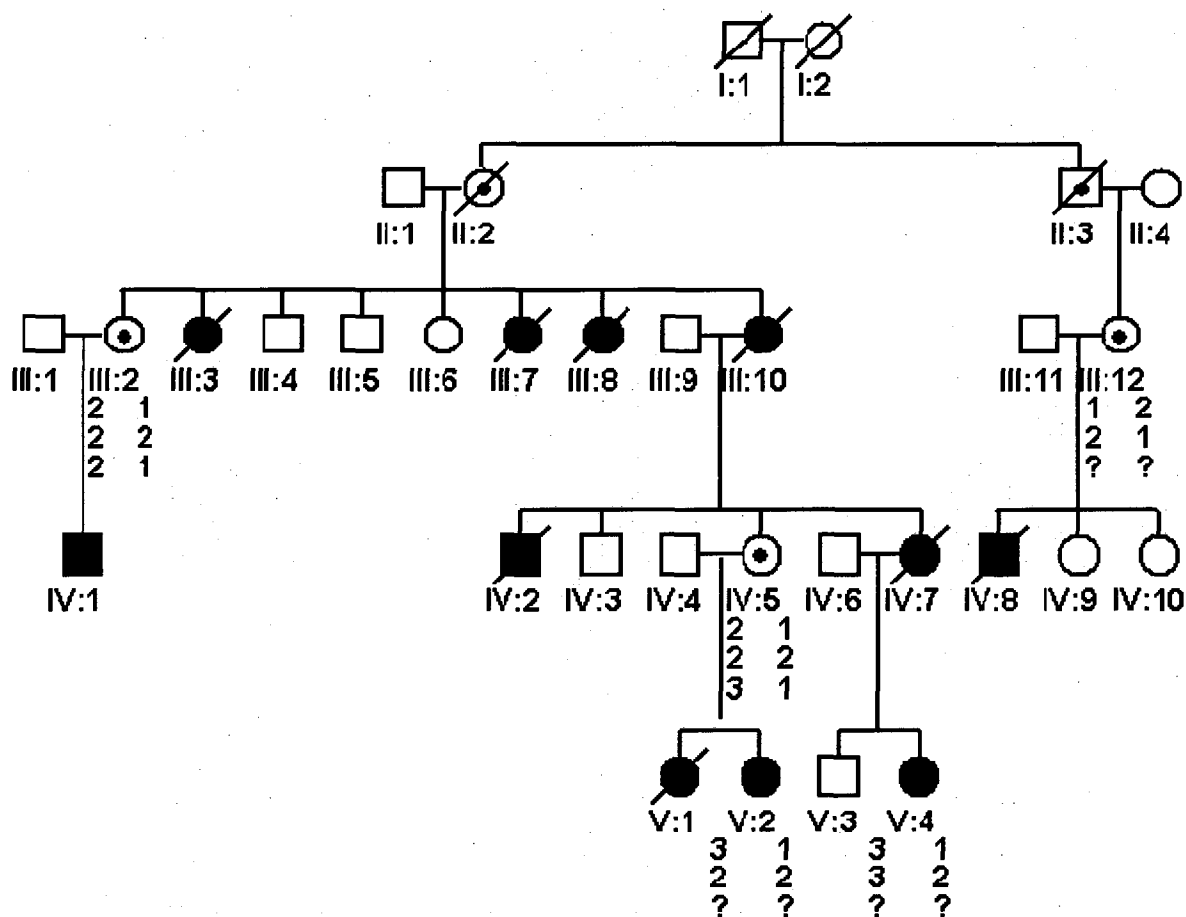 I:1 I:2
II:1 II:2 II:3 II:4
III:1 III:2 III:3 III:4 III:5 III:6 III:7 III:8 III:9 III:10 III:11 III:12
2 1 1 2
2 2 2 1
2 1 ? ?
IV:1 IV:2 IV:3 IV:4 IV:5 IV:6 IV:7 IV:8 IV:9 IV:10
2 1
2 2
3 1
V:1 V:2 V:3 V:4
3 1 3 1
2 2 3 2
? ? ? ?